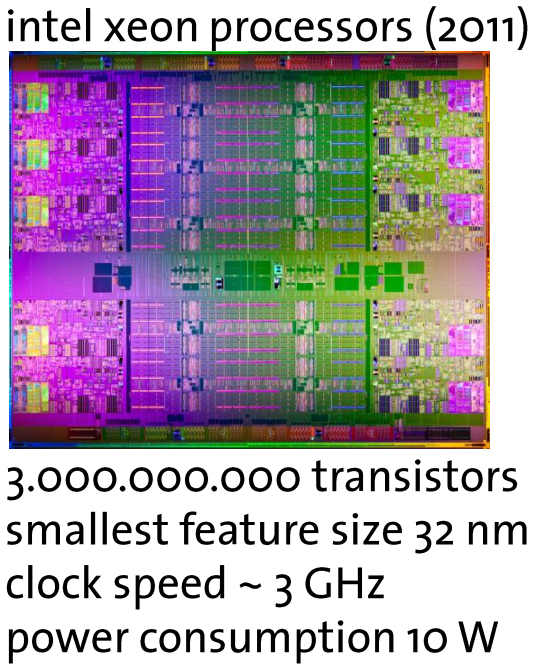 intel xeon processors (2011)
3.000.000.000 transistors
smallest feature size 32 nm
clock speed ~ 3 GHz
power consumption 10 W